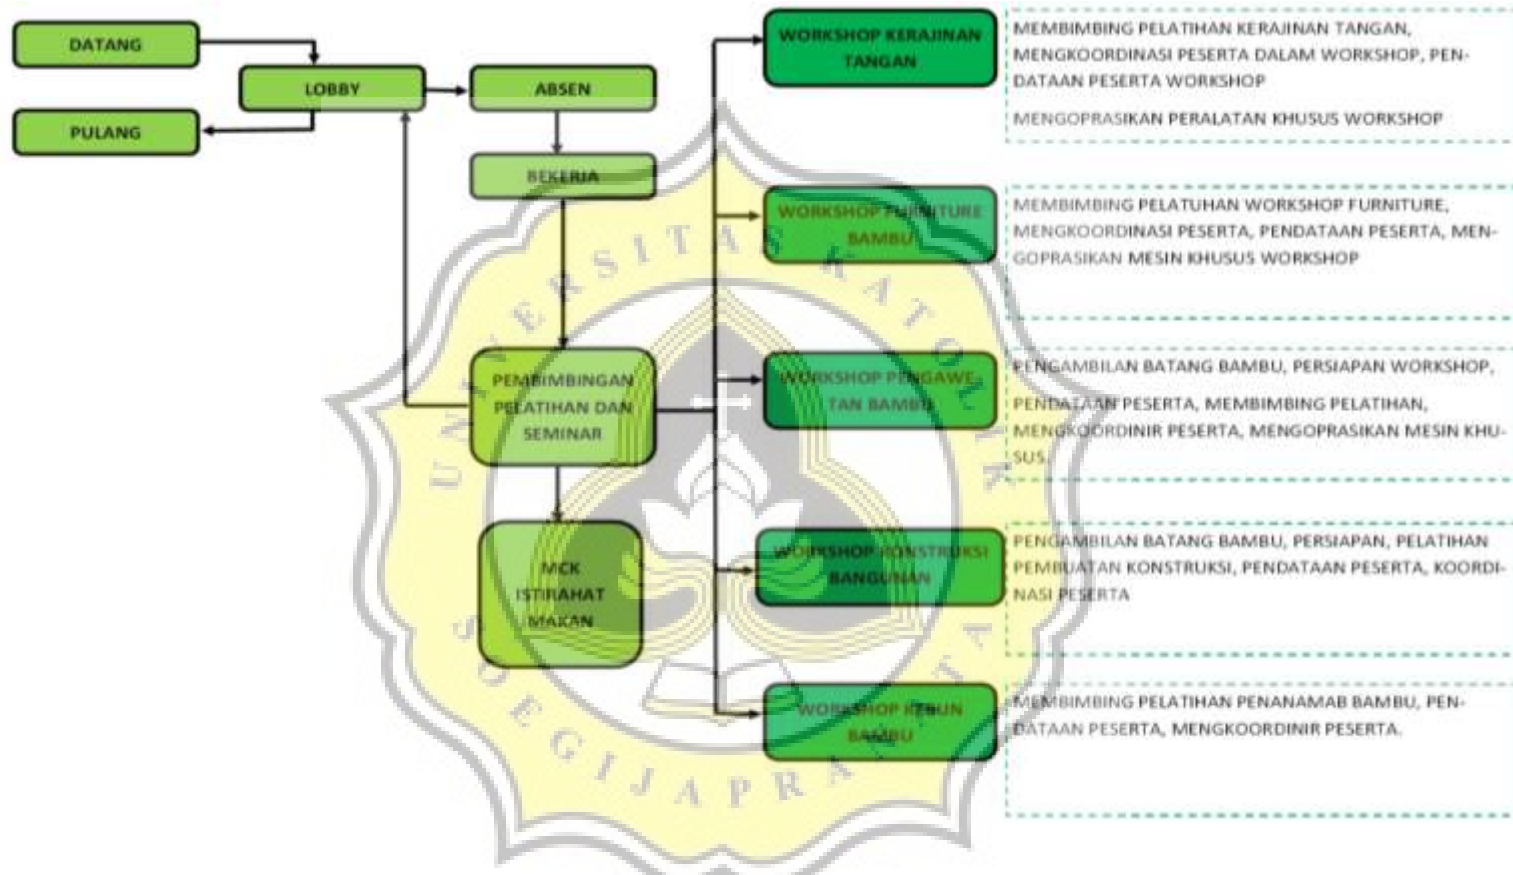 DATANG
LOBBY
PULANG
ABSEN
BEKERJA
PEMBIMBINGAN
PELATIHAN DAN
SEMINAR
MCK
ISTIRAHAT
MAKAN
WORKSHOP KERAJINAN
TANGAN
MEMBIMBING PELATIHAN KERAJINAN TANGAN,
MENGKOORDINASI PESERTA DALAM WORKSHOP, PEN-
DATAAN PESERTA WORKSHOP
MENGOPRASIKAN PERALATAN KHUSUS WORKSHOP
WORKSHOP FURNITURE
BAMBU
MEMBIMBING PELATUHAN WORKSHOP FURNITURE,
MENGKOORDINASI PESERTA, PENDATAAN PESERTA, MEN-
GOPRASIKAN MESIN KHUSUS WORKSHOP
WORKSHOP PENGAWE-
TAN BAMBU
PENGAMBILAN BATANG BAMBU, PERSIAPAN WORKSHOP,
PENDATAAN PESERTA, MEMBIMBING PELATIHAN,
MENGKOORDINIR PESERTA, MENGOPRASIKAN MESIN KHU-
SUS.
WORKSHOP KONSTRUKSI
BANGUNAN
PENGAMBILAN BATANG BAMBU, PERSIAPAN, PELATIHAN
PEMBUATAN KONSTRUKSI, PENDATAAN PESERTA, KOORDI-
NASI PESERTA
WORKSHOP KEBUN
BAMBU
MEMBIMBING PELATIHAN PENANAMAB BAMBU, PEN-
DATAAN PESERTA, MENGKOORDINIR PESERTA.
UNIVERSITAS KATOLIK
SOEGIJAPRANATA